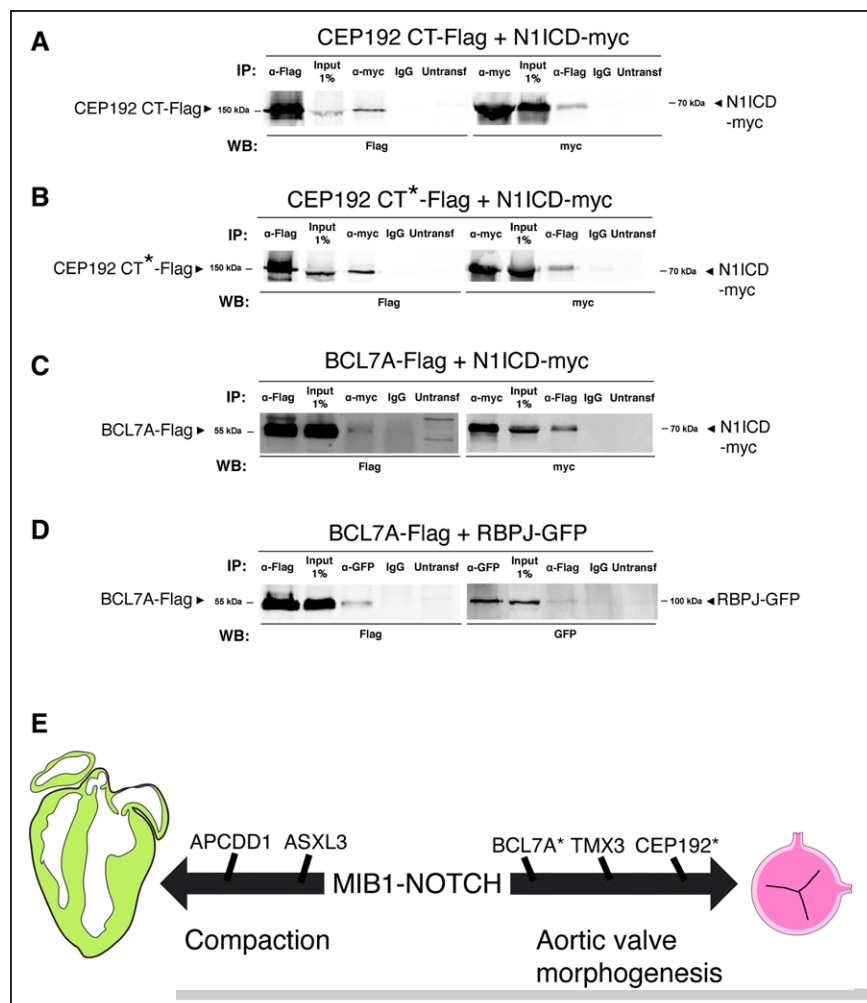 A
CEP192 CT-Flag + N1ICD-myc
IP: α-Flag Input 1% α-myc IgG Untransf α-myc Input 1% α-Flag IgG Untransf
CEP192 CT-Flag 150 kDa 70 kDa N1ICD
-myc
WB: Flag myc
B
CEP192 CT*-Flag + N1ICD-myc
IP: α-Flag Input 1% α-myc IgG Untransf α-myc Input 1% α-Flag IgG Untransf
CEP192 CT*-Flag 150 kDa 70 kDa N1ICD
-myc
WB: Flag myc
C
BCL7A-Flag + N1ICD-myc
IP: α-Flag Input 1% α-myc IgG Untransf α-myc Input 1% α-Flag IgG Untransf
BCL7A-Flag 55 kDa 70 kDa N1ICD
-myc
WB: Flag myc
D
BCL7A-Flag + RBPJ-GFP
IP: α-Flag Input 1% α-GFP IgG Untransf α-GFP Input 1% α-Flag IgG Untransf
BCL7A-Flag 55 kDa 100 kDa RBPJ-GFP
WB: Flag GFP
E
APCDD1 ASXL3 BCL7A* TMX3 CEP192*
MIB1-NOTCH
Compaction Aortic valve
morphogenesis